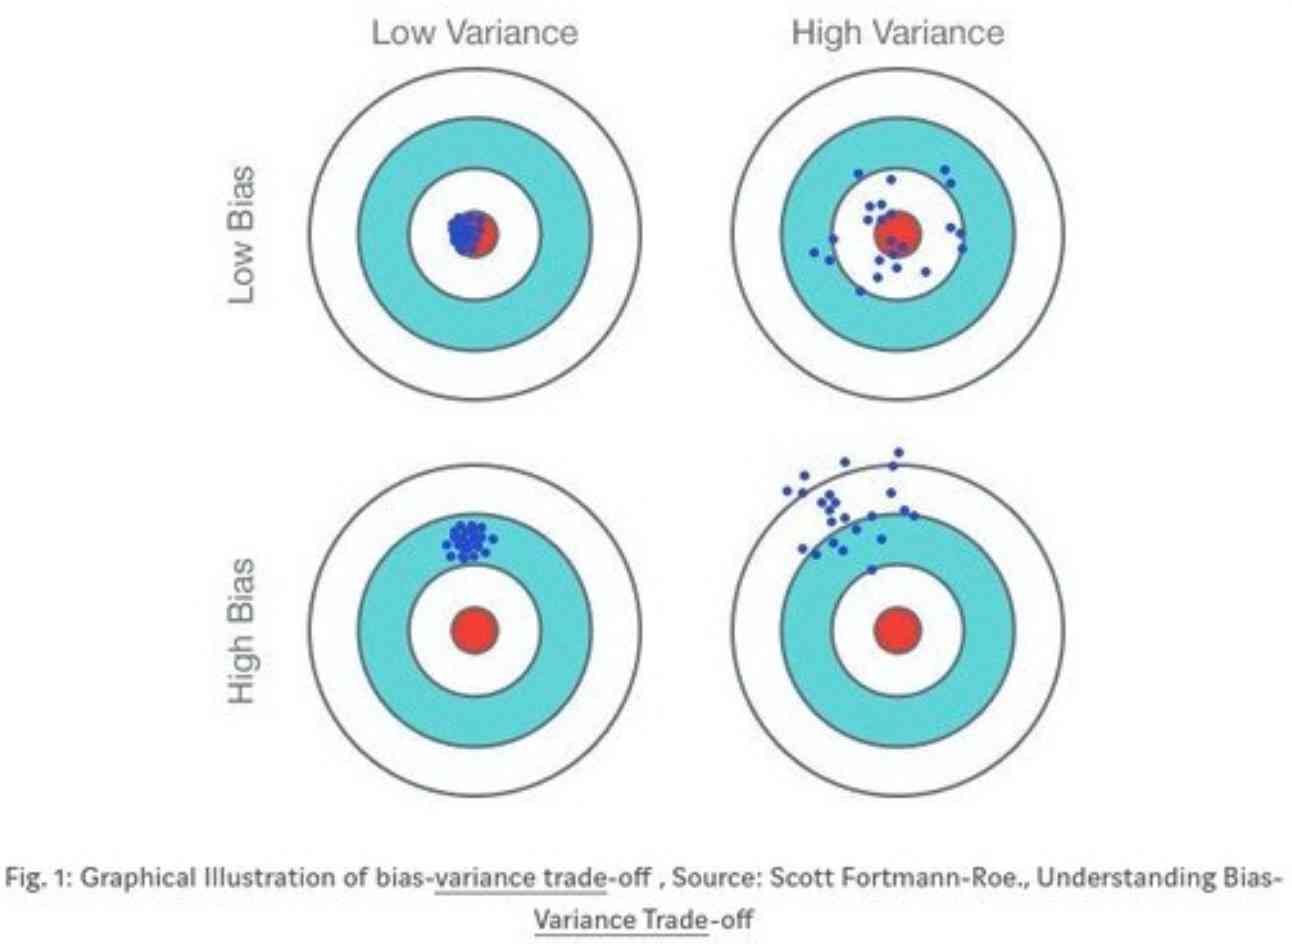 Low Variance
High Variance
Low Bias
High Bias
Fig. 1: Graphical Illustration of bias-variance trade-off , Source: Scott Fortmann-Roe., Understanding Bias-
Variance Trade-off